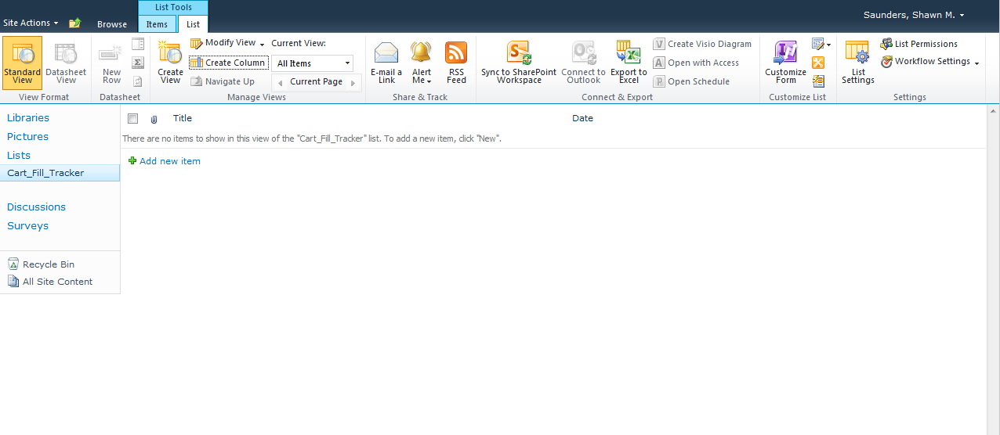 List Tools
Site Actions Browse Items List Saunders, Shawn M.
Standard View
Datasheet View
View Format
New Row
Datasheet
Create View
Modify View
Create Column
Navigate Up
Current View:
All Items
Current Page
Manage Views
E-mail a Link
Alert Me
RSS Feed
Share & Track
Sync to SharePoint Workspace
Connect to Outlook
Export to Excel
Create Visio Diagram
Open with Access
Open Schedule
Connect & Export
Customize Form
Customize List
List Settings
List Permissions
Workflow Settings
Settings
Libraries
Pictures
Lists
Cart_Fill_Tracker
Discussions
Surveys
Recycle Bin
All Site Content
Title Date
There are no items to show in this view of the "Cart_Fill_Tracker" list. To add a new item, click "New".
Add new item